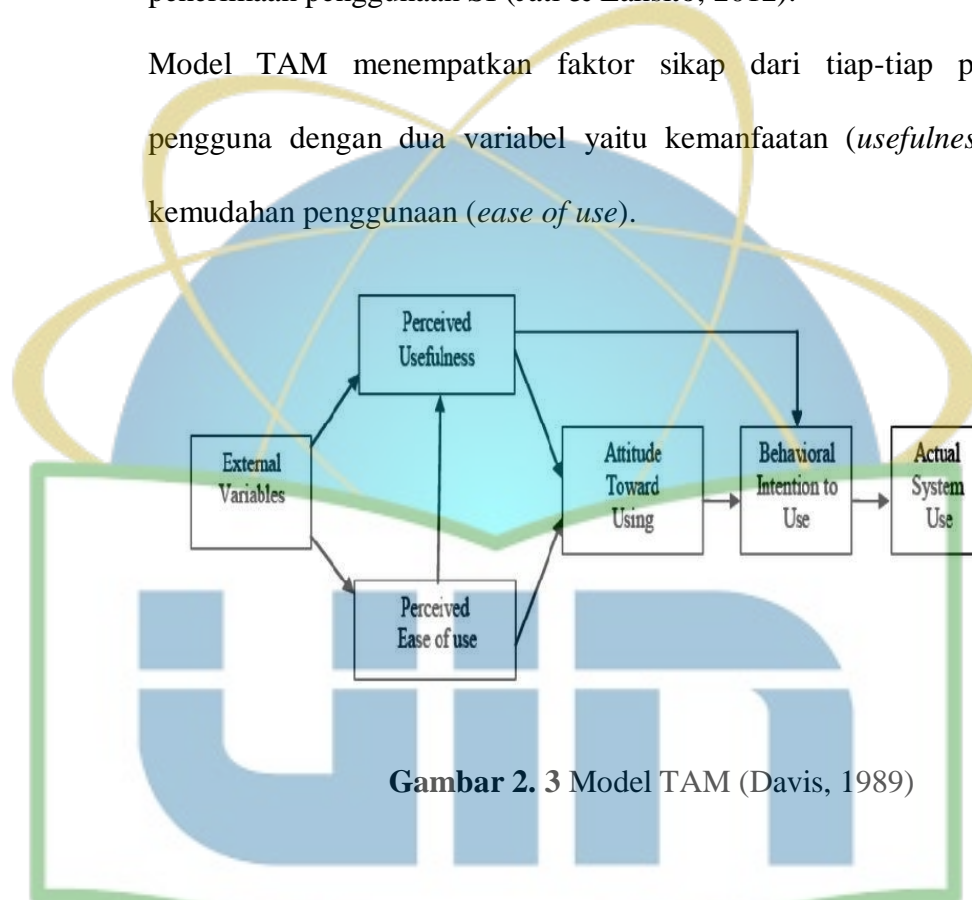 Model TAM menempatkan faktor sikap dari tiap-tiap
pengguna dengan dua variabel yaitu kemanfaatan (usefulnes
kemudahan penggunaan (ease of use).
Perceived
Usefulness
External
Variables
Attitude
Toward
Using
Behavioral
Intention to
Use
Actual
System
Use
Perceived
Ease of use
uin
Gambar 2. 3 Model TAM (Davis, 1989)